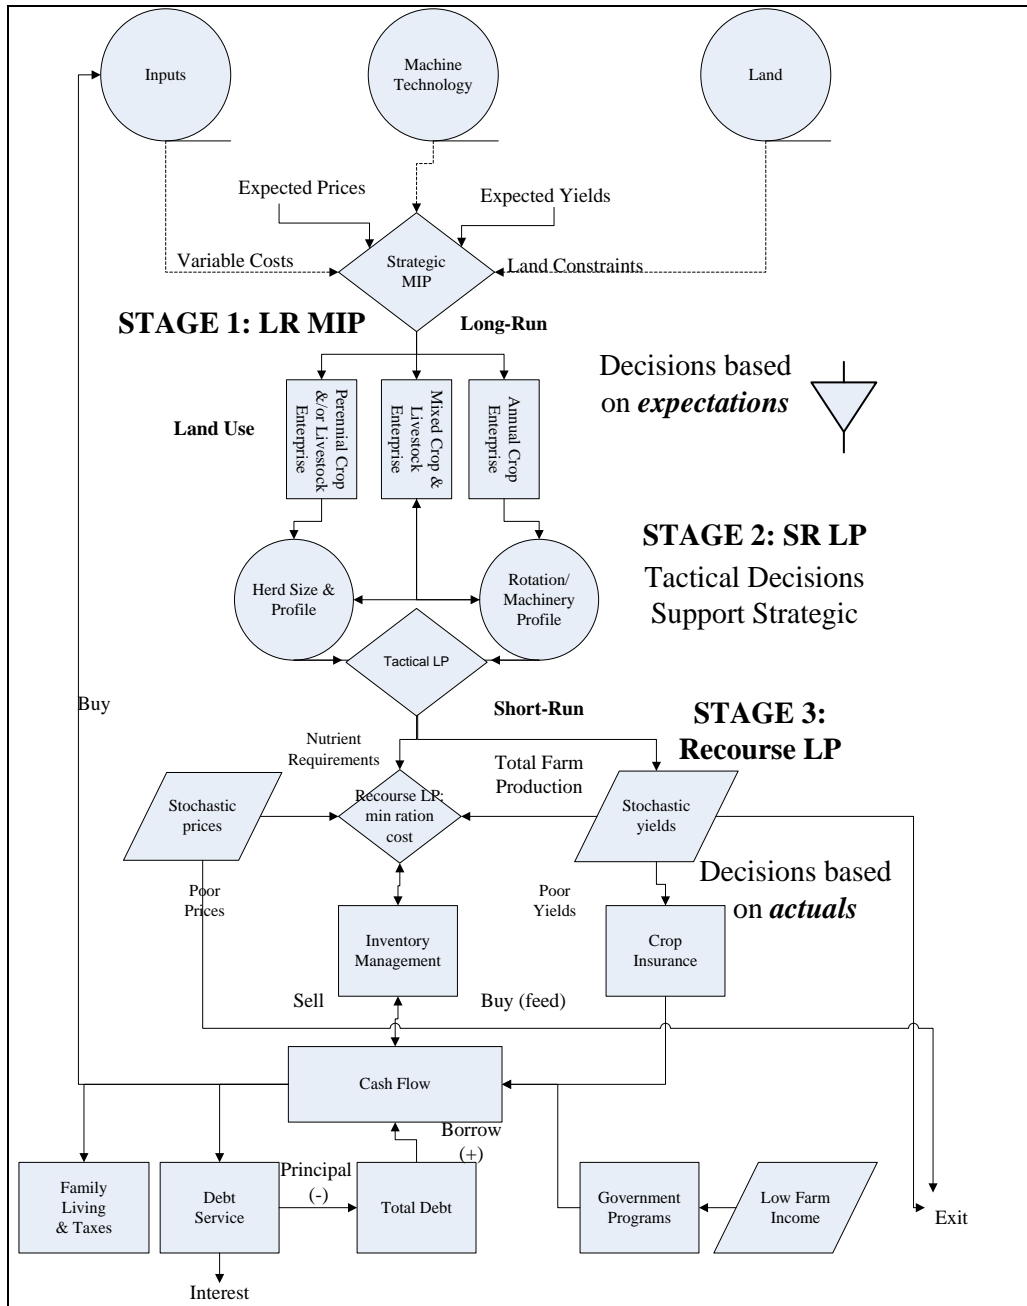 Inputs
Machine
Technology
Land
Expected Prices
Expected Yields
Variable Costs
Strategic
MIP
Land Constraints
STAGE 1: LR MIP
Long-Run
Decisions based
on expectations
Land Use
Perennial Crop
&/or Livestock
Enterprise
Mixed Crop &
Livestock
Enterprise
Annual Crop
Enterprise
STAGE 2: SR LP
Tactical Decisions
Support Strategic
Herd Size &
Profile
Rotation/
Machinery
Profile
Tactical LP
Buy
Short-Run
STAGE 3:
Recourse LP
Nutrient
Requirements
Total Farm
Production
Stochastic
prices
Recourse LP:
min ration
cost
Stochastic
yields
Poor
Prices
Poor
Yields
Decisions based
on actuals
Inventory
Management
Crop
Insurance
Sell
Buy (feed)
Cash Flow
Borrow
(+)
Principal
(-)
Family
Living
& Taxes
Debt
Service
Total Debt
Government
Programs
Low Farm
Income
Exit
Interest